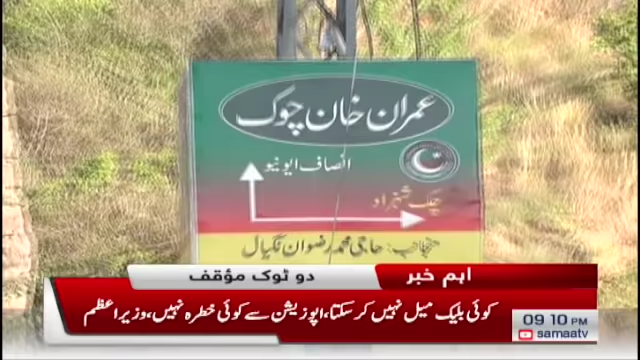 عمران خان چوک
انصاف ایونیو
چک شہزاد
منجانب: حاجی محمد رضوان نگیال
دو ٹوک مؤقف
اہم خبر
کوئی بلیک میل نہیں کر سکتا، اپوزیشن سے کوئی خطرہ نہیں، وزیراعظم
09:10 PM
samaatv